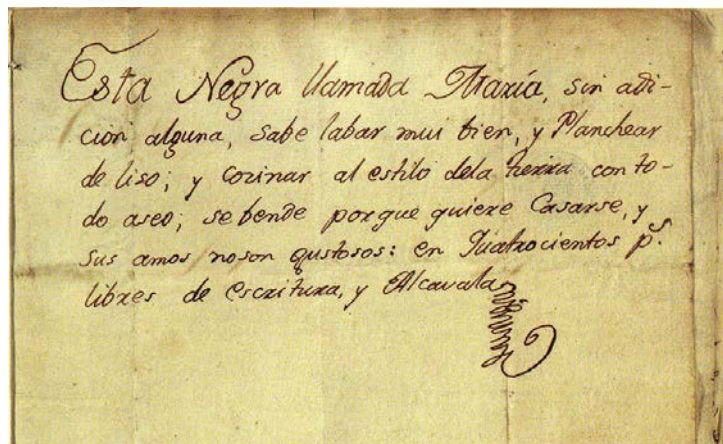 Esta Negra llamada María, sin adi-
cion alguna, sabe labar mui bien, y Planchear
de liso; y cozinar al estilo dela tierra con to-
do aseo; se bende porque quiere Casarse, y
sus amos noson gustosos: en Quatrocientos p.s
libres de escritura, y Alcavala